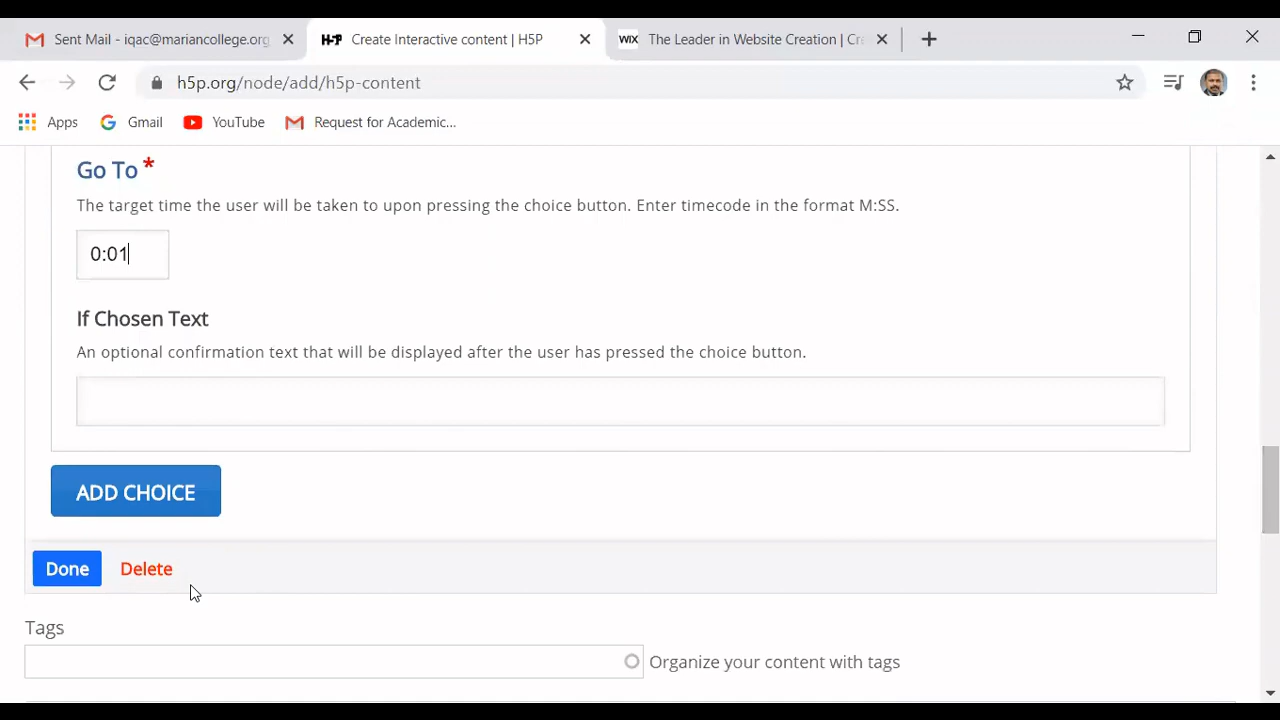 Sent Mail - iqac@mariancollege.org
H-P Create Interactive content | H5P
WIX The Leader in Website Creation | Cr
h5p.org/node/add/h5p-content
Apps Gmail YouTube Request for Academic...
Go To *
The target time the user will be taken to upon pressing the choice button. Enter timecode in the format M:SS.
0:01
If Chosen Text
An optional confirmation text that will be displayed after the user has pressed the choice button.
ADD CHOICE
Done Delete
Tags
Organize your content with tags